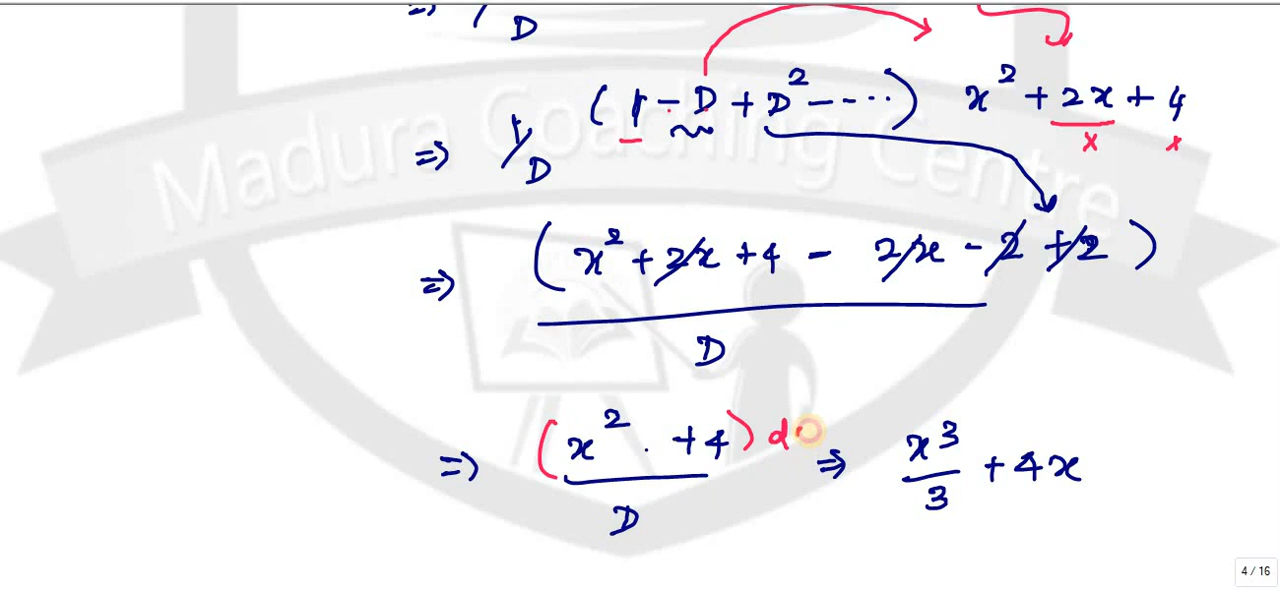 => 1/D
=> 1/D (1 - D + D² - - ...) x² + 2x + 4
x x
=> (x² + 2x + 4 - 2x - 2 + 2)
D
=> (x² . + 4) d => x³/3 + 4x
D
Madura Coaching Centre
4 / 16